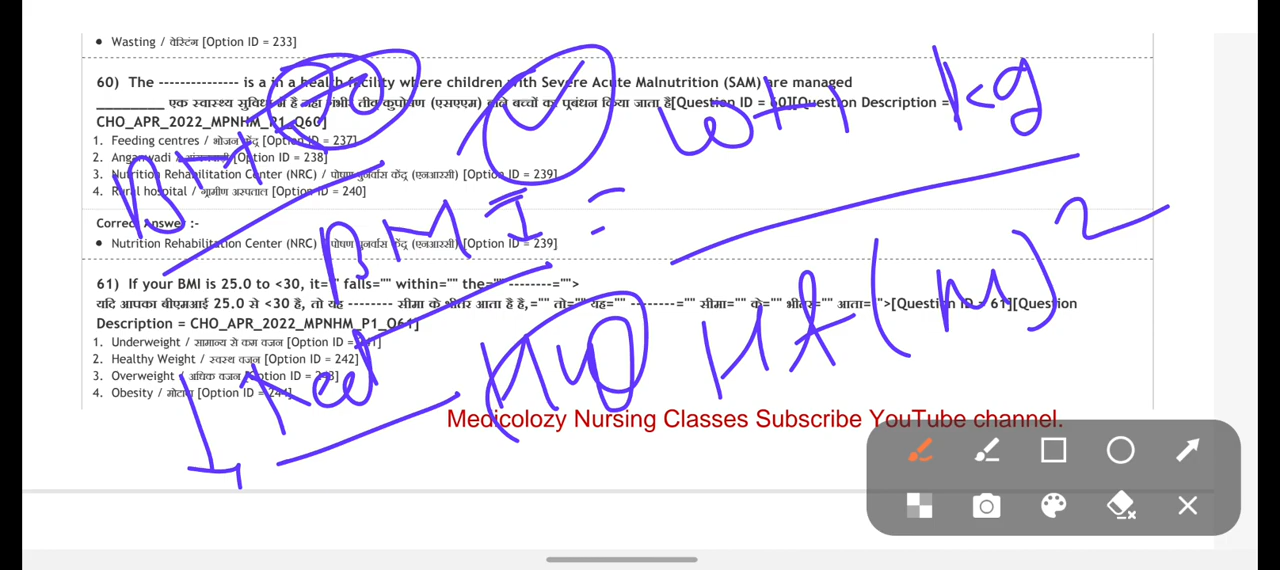 • Wasting / वेस्टिंग [Option ID = 233]
60) The -------------- is a in a health facility where children with Severe Acute Malnutrition (SAM) are managed
________ एक स्वास्थ्य सुविधा में है जहां गंभीर तीव्र कुपोषण (एसएएम) वाले बच्चों का प्रबंधन किया जाता है[Question ID = 60][Question Description =
CHO_APR_2022_MPNHM_P1_Q60]
1. Feeding centres / भोजन केंद्र [Option ID = 237]
2. Anganwadi / आंगनवाड़ी [Option ID = 238]
3. Nutrition Rehabilitation Center (NRC) / पोषण पुनर्वास केंद्र (एनआरसी) [Option ID = 239]
4. Rural hospital / ग्रामीण अस्पताल [Option ID = 240]
Correct Answer :-
• Nutrition Rehabilitation Center (NRC) / पोषण पुनर्वास केंद्र (एनआरसी) [Option ID = 239]
BMI = wt kg
Ht (m)2
61) If your BMI is 25.0 to <30, it=" falls="" within="" the="" --------="">
यदि आपका बीएमआई 25.0 से <30 है, तो यह -------- सीमा के भीतर आता है है,="" तो="" यह="" --------="" सीमा="" के="" भीतर="" आता=" ">[Question ID = 61][Question
Description = CHO_APR_2022_MPNHM_P1_Q61]
1. Underweight / सामान्य से कम वजन [Option ID = 241]
2. Healthy Weight / स्वस्थ वजन [Option ID = 242]
3. Overweight / अधिक वजन [Option ID = 243]
4. Obesity / मोटापा [Option ID = 244]
Medicolozy Nursing Classes Subscribe YouTube channel.